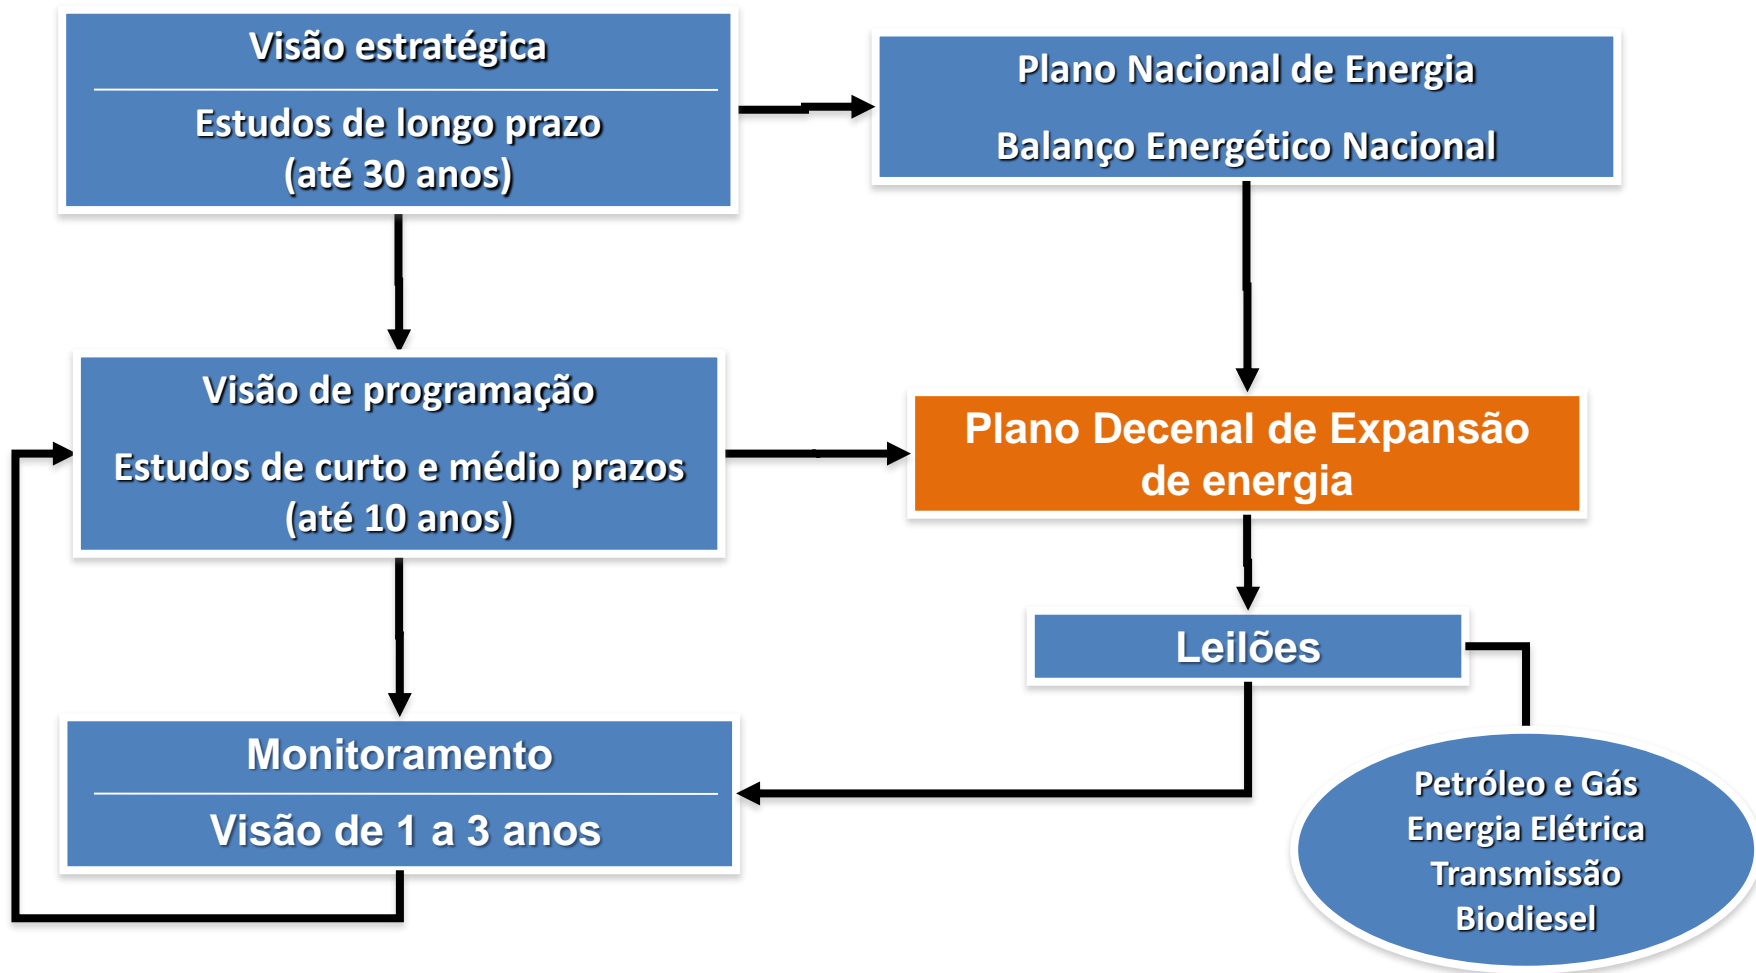 Visão estratégica
Estudos de longo prazo
(até 30 anos)
Plano Nacional de Energia
Balanço Energético Nacional
Visão de programação
Estudos de curto e médio prazos
(até 10 anos)
Plano Decenal de Expansão
de energia
Leilões
Monitoramento
Visão de 1 a 3 anos
Petróleo e Gás
Energia Elétrica
Transmissão
Biodiesel